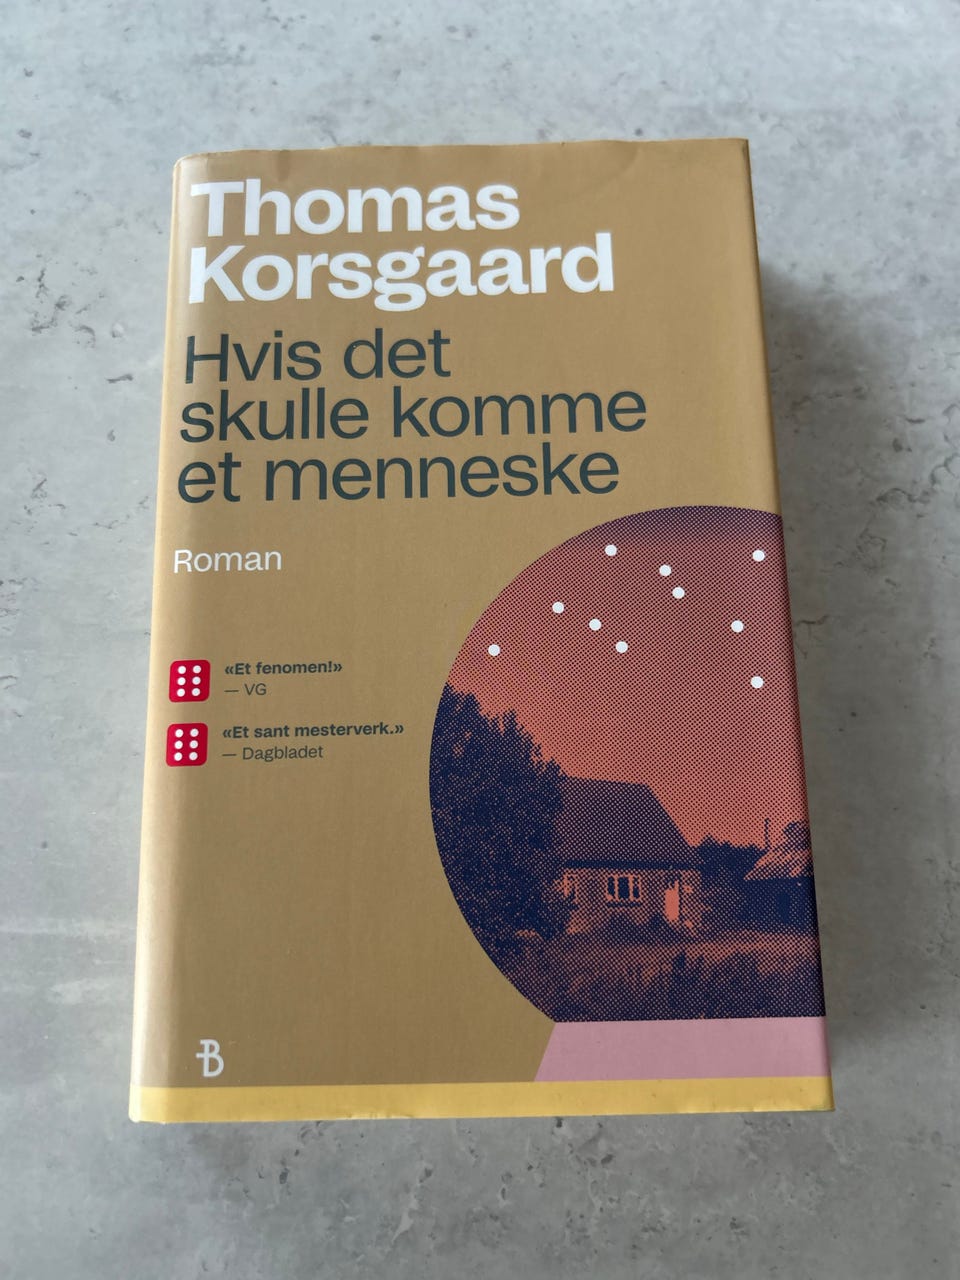 Thomas
Korsgaard
Hvis det
skulle komme
et menneske
Roman
«Et fenomen!»
— VG
«Et sant mesterverk.»
— Dagbladet
B